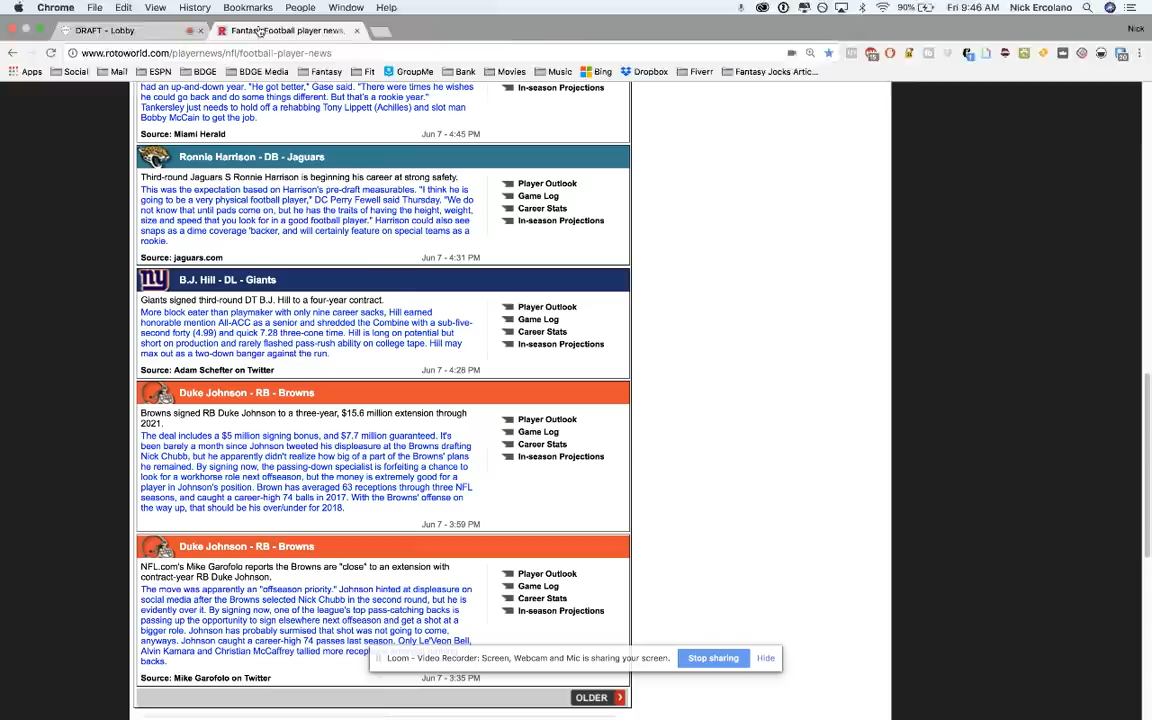 Chrome File Edit View History Bookmarks People Window Help 90% Fri 9:46 AM Nick Ercolano
DRAFT - Lobby × Fantasy Football player news, × Nick
www.rotoworld.com/playernews/nfl/football-player-news
Apps Social Mail ESPN BDGE BDGE Media Fantasy Fit GroupMe Bank Movies Music Bing Dropbox Fiverr Fantasy Jocks Artic...
had an up-and-down year. "He got better," Gase said. "There were times he wishes
he could go back and do some things different. But that's a rookie year."
Tankersley just needs to hold off a rehabbing Tony Lippett (Achilles) and slot man
Bobby McCain to get the job.
In-season Projections
Source: Miami Herald Jun 7 - 4:45 PM
Ronnie Harrison - DB - Jaguars
Third-round Jaguars S Ronnie Harrison is beginning his career at strong safety.
This was the expectation based on Harrison's pre-draft measurables. "I think he is
going to be a very physical football player," DC Perry Fewell said Thursday. "We do
not know that until pads come on, but he has the traits of having the height, weight,
size and speed that you look for in a good football player." Harrison could also see
snaps as a dime coverage 'backer, and will certainly feature on special teams as a
rookie.
Player Outlook
Game Log
Career Stats
In-season Projections
Source: jaguars.com Jun 7 - 4:31 PM
B.J. Hill - DL - Giants
Giants signed third-round DT B.J. Hill to a four-year contract.
More block eater than playmaker with only nine career sacks, Hill earned
honorable mention All-ACC as a senior and shredded the Combine with a sub-five-
second forty (4.99) and quick 7.28 three-cone time. Hill is long on potential but
short on production and rarely flashed pass-rush ability on college tape. Hill may
max out as a two-down banger against the run.
Player Outlook
Game Log
Career Stats
In-season Projections
Source: Adam Schefter on Twitter Jun 7 - 4:28 PM
Duke Johnson - RB - Browns
Browns signed RB Duke Johnson to a three-year, $15.6 million extension through
2021.
The deal includes a $5 million signing bonus, and $7.7 million guaranteed. It's
been barely a month since Johnson tweeted his displeasure at the Browns drafting
Nick Chubb, but he apparently didn't realize how big of a part of the Browns' plans
he remained. By signing now, the passing-down specialist is forfeiting a chance to
look for a workhorse role next offseason, but the money is extremely good for a
player in Johnson's position. Brown has averaged 63 receptions through three NFL
seasons, and caught a career-high 74 balls in 2017. With the Browns' offense on
the way up, that should be his over/under for 2018.
Player Outlook
Game Log
Career Stats
In-season Projections
Jun 7 - 3:59 PM
Duke Johnson - RB - Browns
NFL.com's Mike Garofolo reports the Browns are "close" to an extension with
contract-year RB Duke Johnson.
The move was apparently an "offseason priority." Johnson hinted at displeasure on
social media after the Browns selected Nick Chubb in the second round, but he is
evidently over it. By signing now, one of the league's top pass-catching backs is
passing up the opportunity to sign elsewhere next offseason and get a shot at a
bigger role. Johnson has probably surmised that shot was not going to come,
anyways. Johnson caught a career-high 74 passes last season. Only Le'Veon Bell,
Alvin Kamara and Christian McCaffrey tallied more
backs.
Player Outlook
Game Log
Career Stats
In-season Projections
Source: Mike Garofolo on Twitter Jun 7 - 3:35 PM
Loom - Video Recorder: Screen, Webcam and Mic is sharing your screen. Stop sharing Hide
OLDER